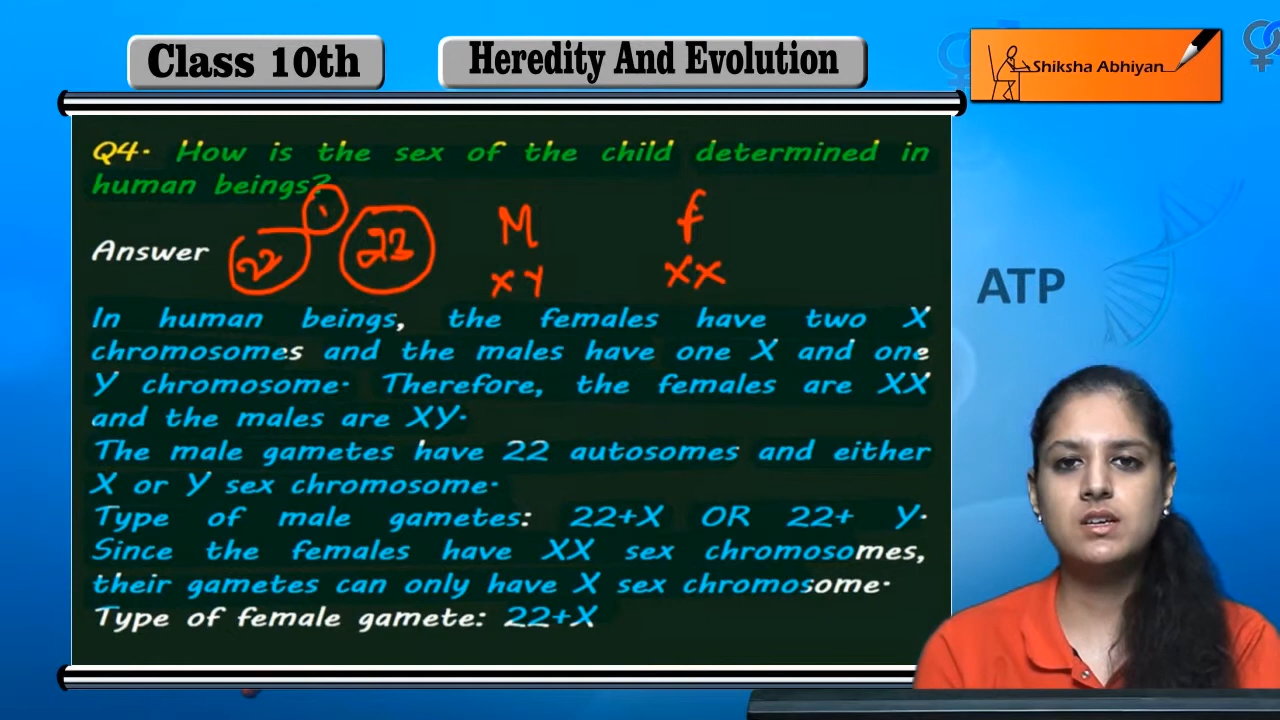 Class 10th
Heredity And Evolution
Shiksha Abhiyan
Q4. How is the sex of the child determined in
human beings?
1
Answer 22 23 M f
XY XX
In human beings, the females have two X
chromosomes and the males have one X and one
Y chromosome. Therefore, the females are XX
and the males are XY.
The male gametes have 22 autosomes and either
X or Y sex chromosome.
Type of male gametes: 22+X OR 22+ Y.
Since the females have XX sex chromosomes,
their gametes can only have X sex chromosome.
Type of female gamete: 22+X
ATP